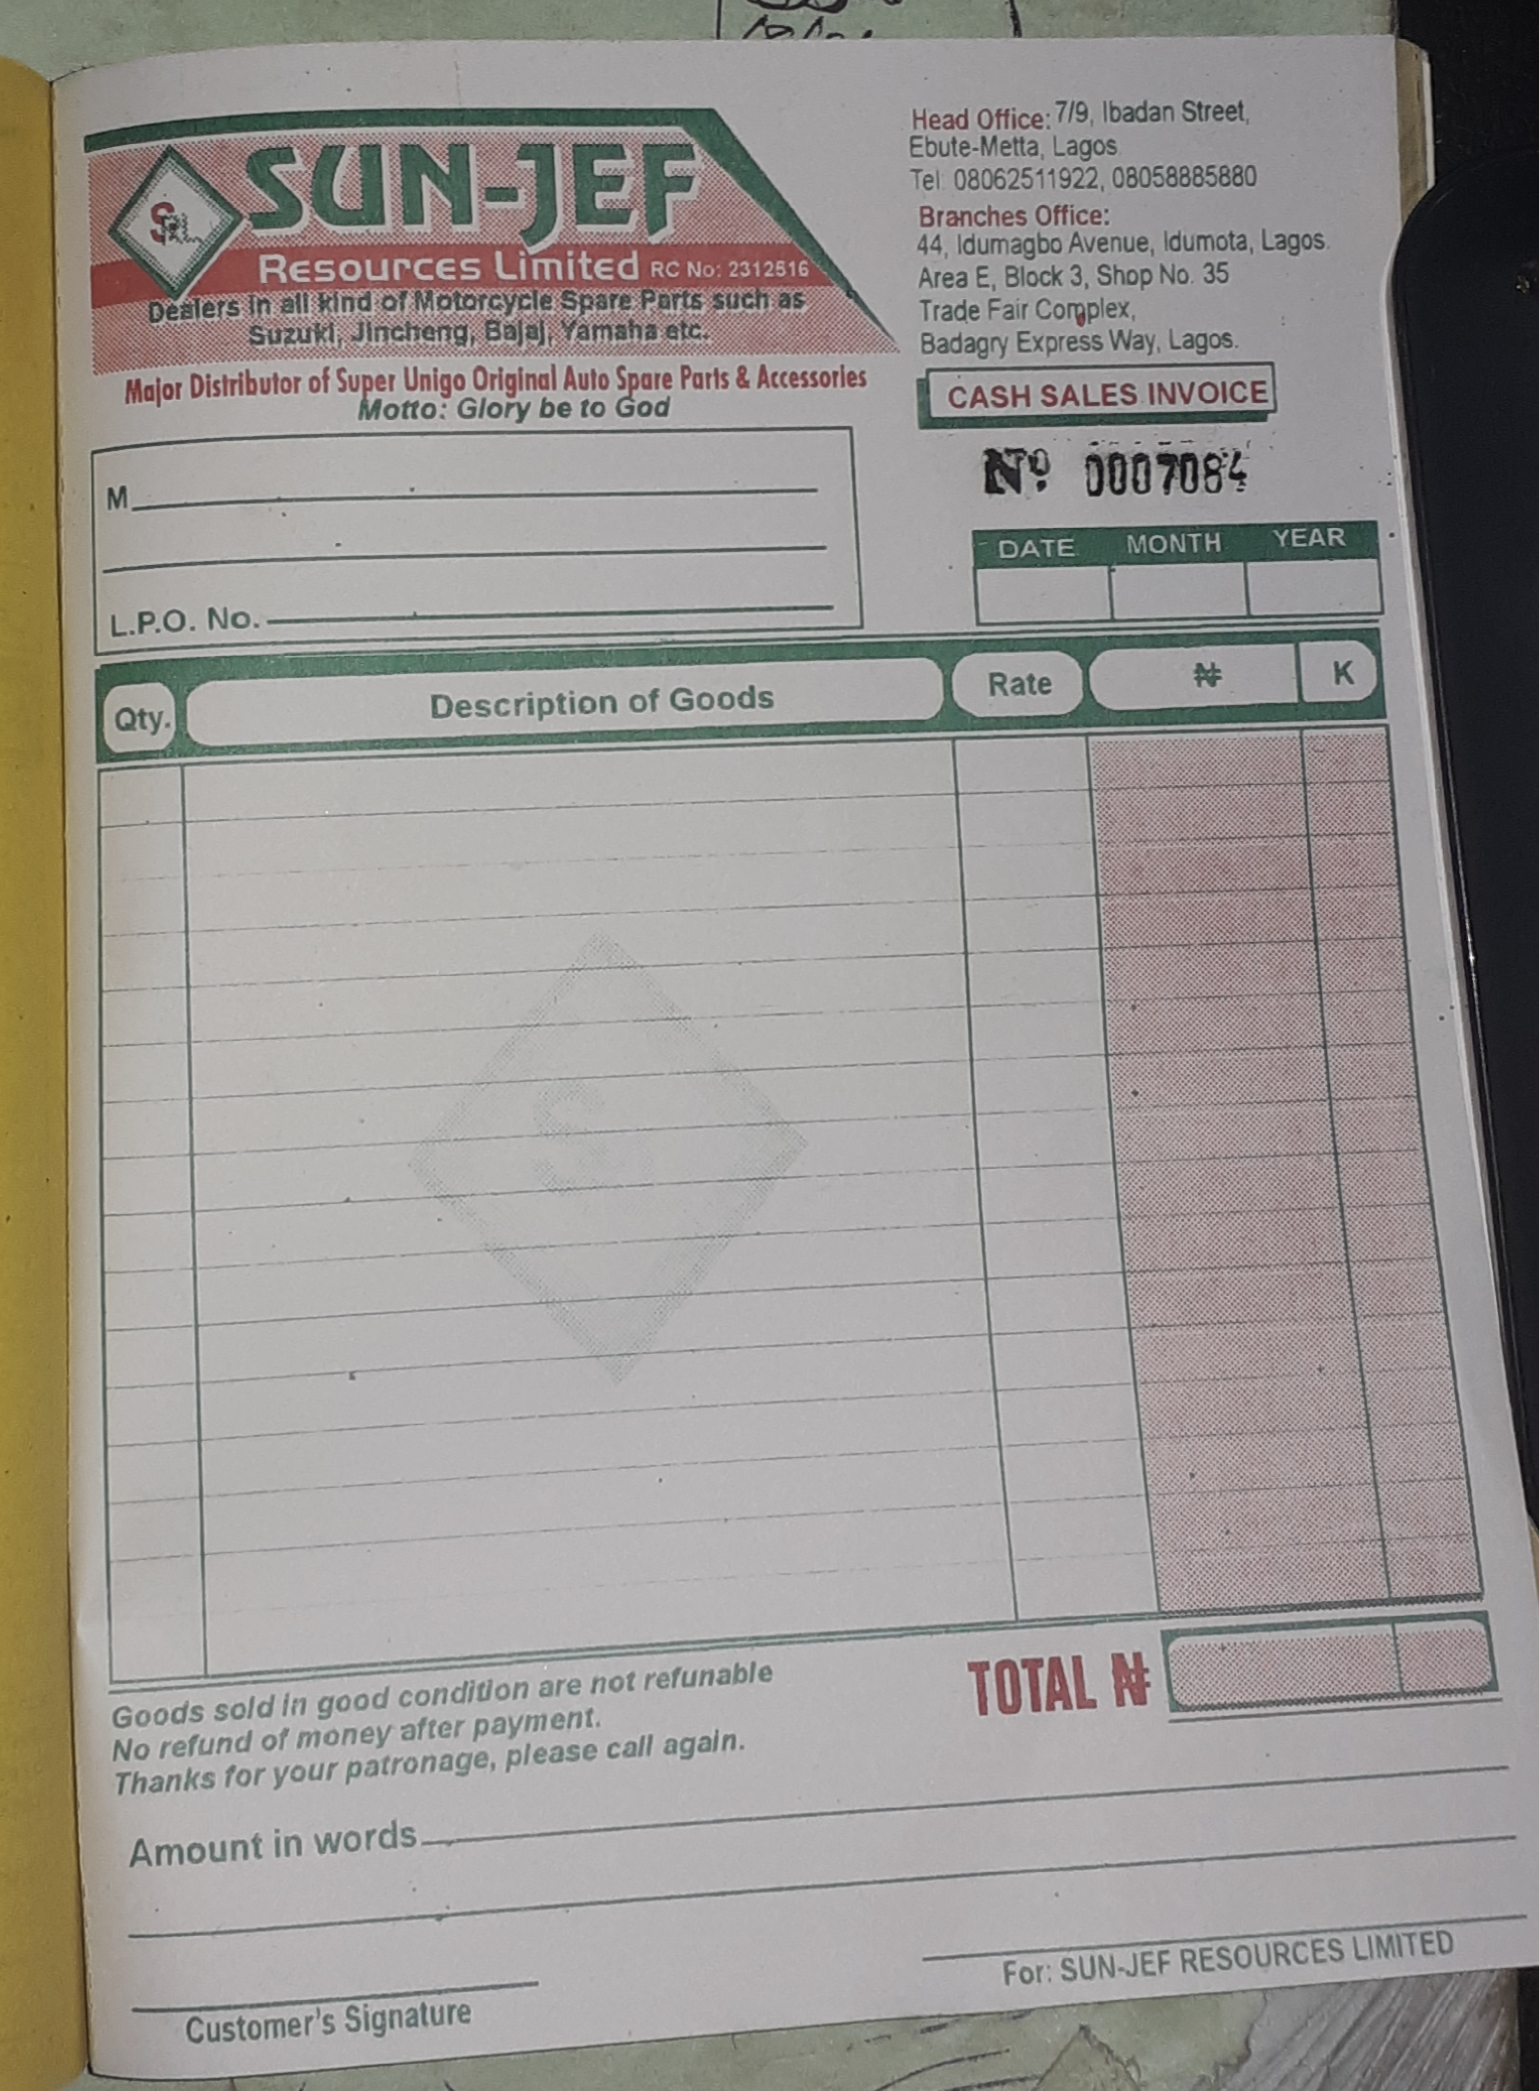 SRL
SUN-JEF
Resources Limited RC No: 2312516
Dealers in all kind of Motorcycle Spare Parts such as
Suzuki, Jincheng, Bajaj, Yamaha etc.
Major Distributor of Super Unigo Original Auto Spare Parts & Accessories
Motto: Glory be to God
Head Office: 7/9, Ibadan Street,
Ebute-Metta, Lagos
Tel: 08062511922, 08058885880
Branches Office:
44, Idumagbo Avenue, Idumota, Lagos.
Area E, Block 3, Shop No. 35
Trade Fair Complex,
Badagry Express Way, Lagos.
CASH SALES INVOICE
Nº 0007084
M
L.P.O. No.
DATE MONTH YEAR
Qty. Description of Goods Rate ₦ K
S
TOTAL ₦
Goods sold in good condition are not refunable
No refund of money after payment.
Thanks for your patronage, please call again.
Amount in words
Customer's Signature
For: SUN-JEF RESOURCES LIMITED